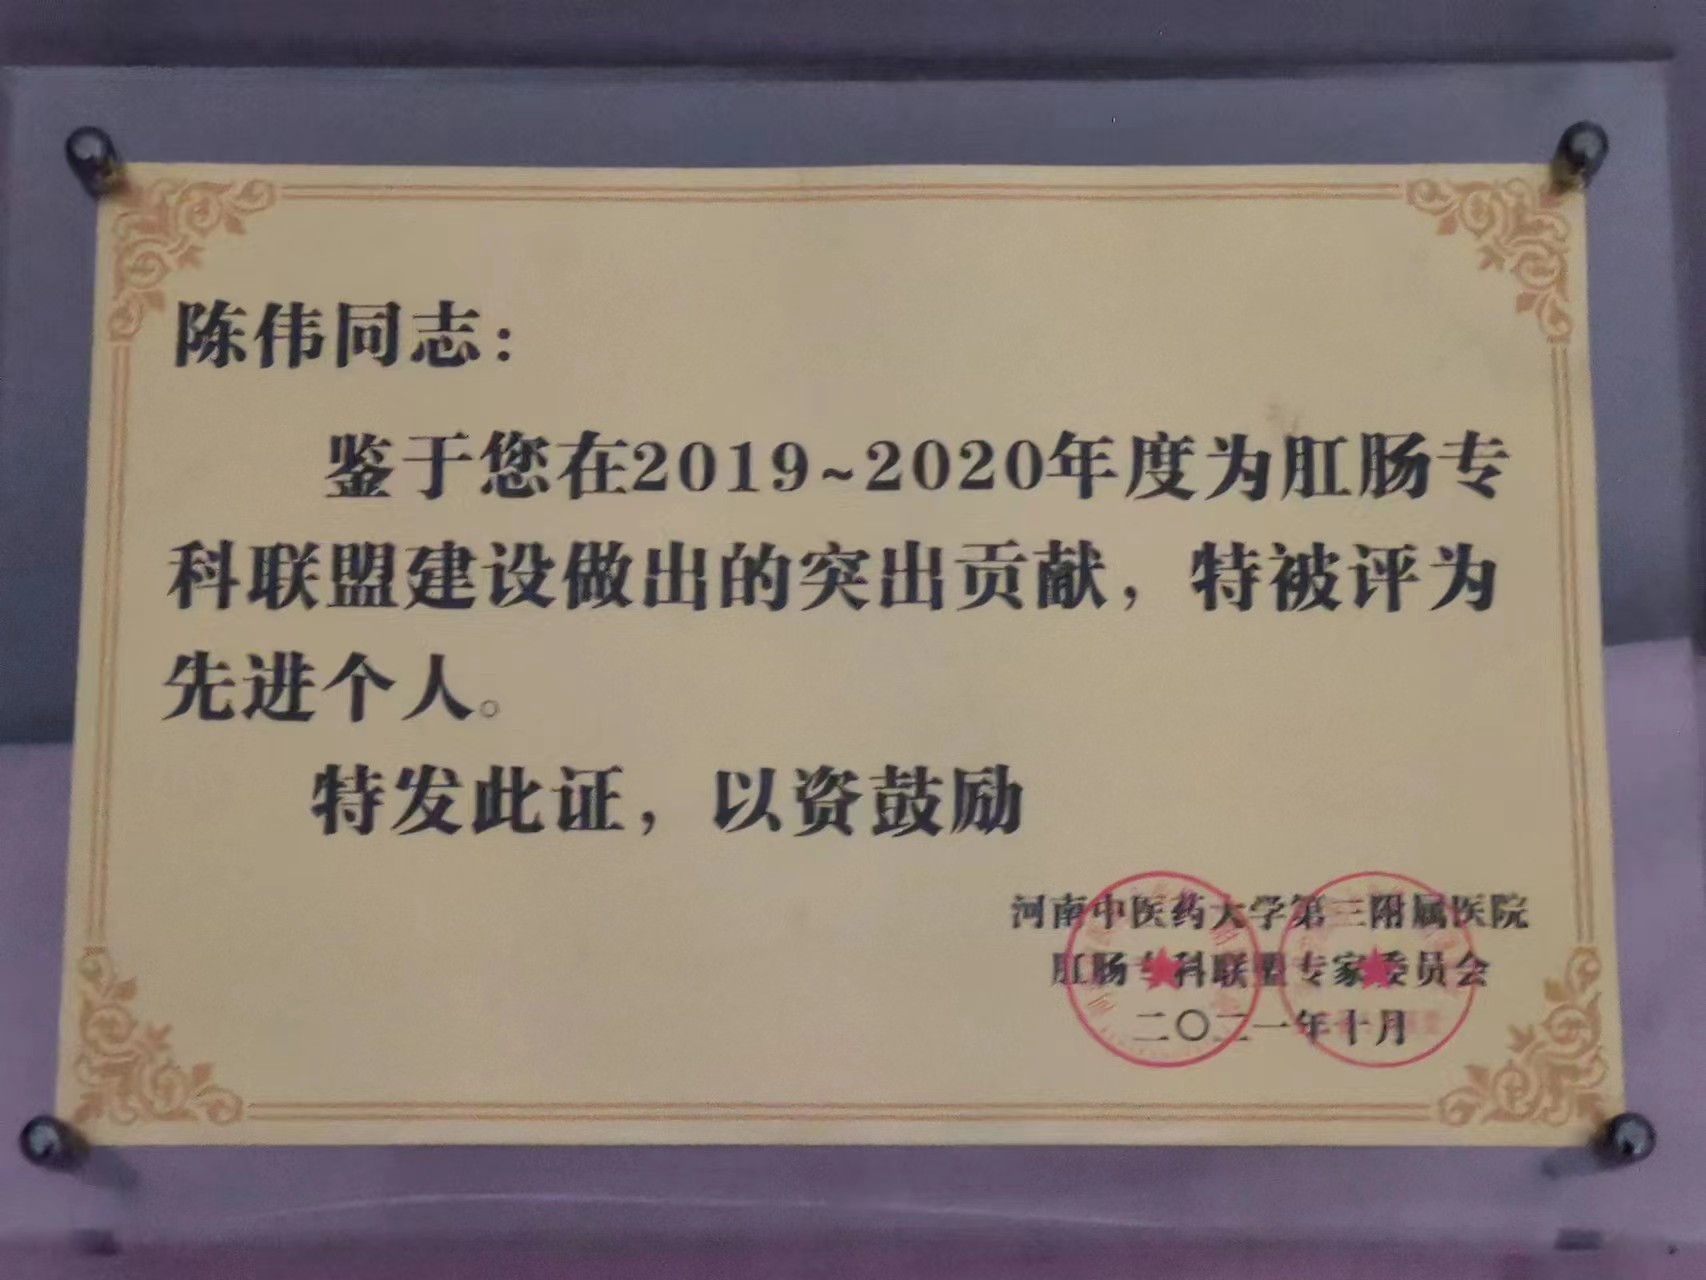 陈伟同志：
鉴于您在2019~2020年度为肛肠专
科联盟建设做出的突出贡献，特被评为
先进个人。
特发此证，以资鼓励
河南中医药大学第三附属医院
肛肠专科联盟专家委员会
二〇二一年十月